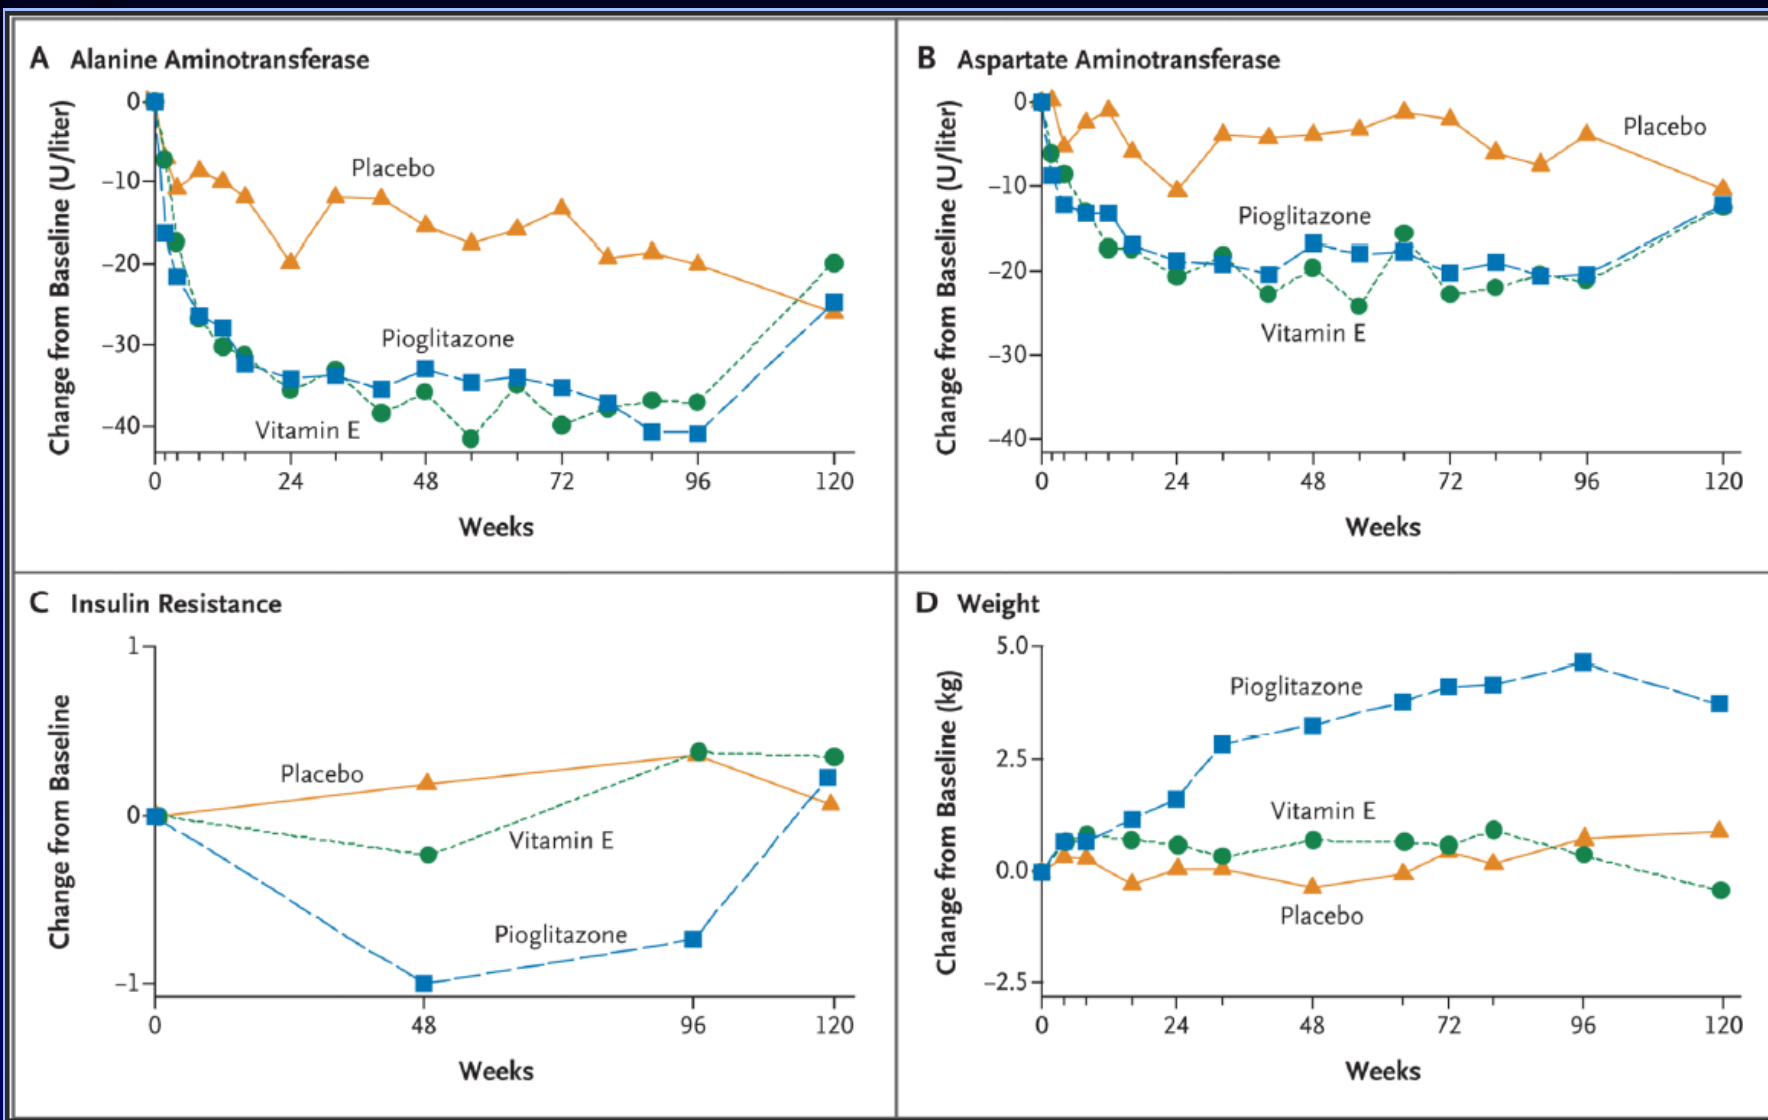 A Alanine Aminotransferase
Change from Baseline (U/liter)
0
–10
–20
–30
–40
Placebo
Pioglitazone
Vitamin E
0 24 48 72 96 120
Weeks
B Aspartate Aminotransferase
Change from Baseline (U/liter)
0
–10
–20
–30
–40
Placebo
Pioglitazone
Vitamin E
0 24 48 72 96 120
Weeks
C Insulin Resistance
Change from Baseline
1
0
–1
Placebo
Vitamin E
Pioglitazone
0 48 96 120
Weeks
D Weight
Change from Baseline (kg)
5.0
2.5
0.0
–2.5
Pioglitazone
Vitamin E
Placebo
0 24 48 72 96 120
Weeks